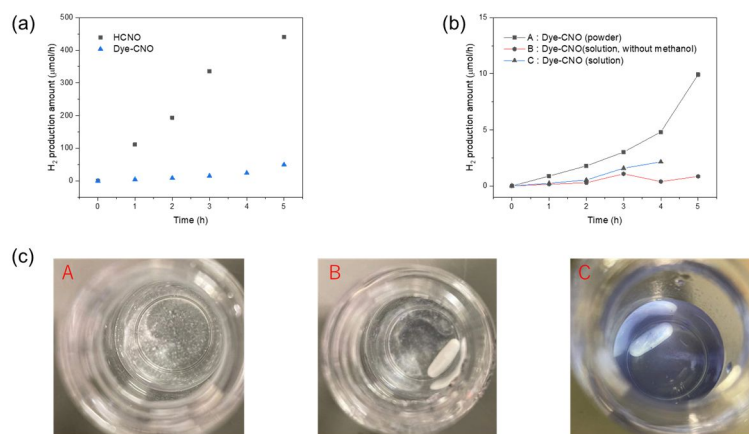 (a)
HCNO
Dye-CNO
H₂ production amount (μmol/h)
500
400
300
200
100
0
0 1 2 3 4 5
Time (h)
(b)
A : Dye-CNO (powder)
B : Dye-CNO(solution, without methanol)
C : Dye-CNO (solution)
H₂ production amount (μmol/h)
15
10
5
0
0 1 2 3 4 5
Time (h)
(c)
A
B
C